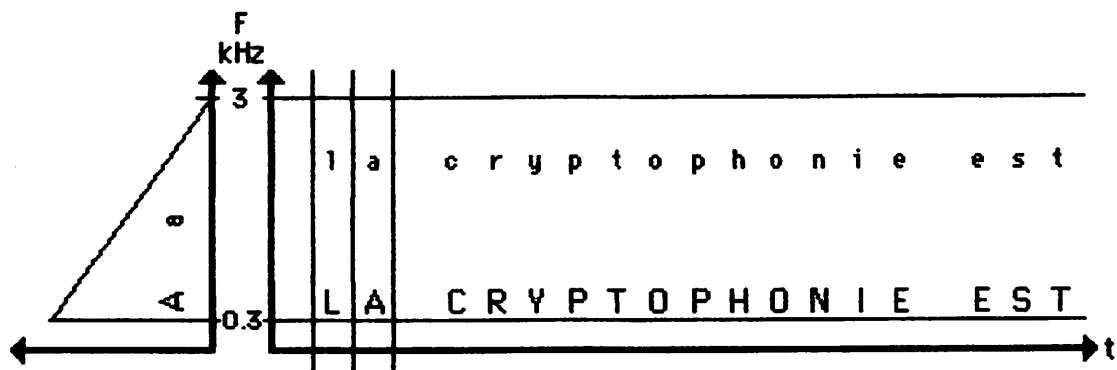 F
kHz
3
l a c r y p t o p h o n i e e s t
a
A
L A C R Y P T O P H O N I E E S T
0.3
t